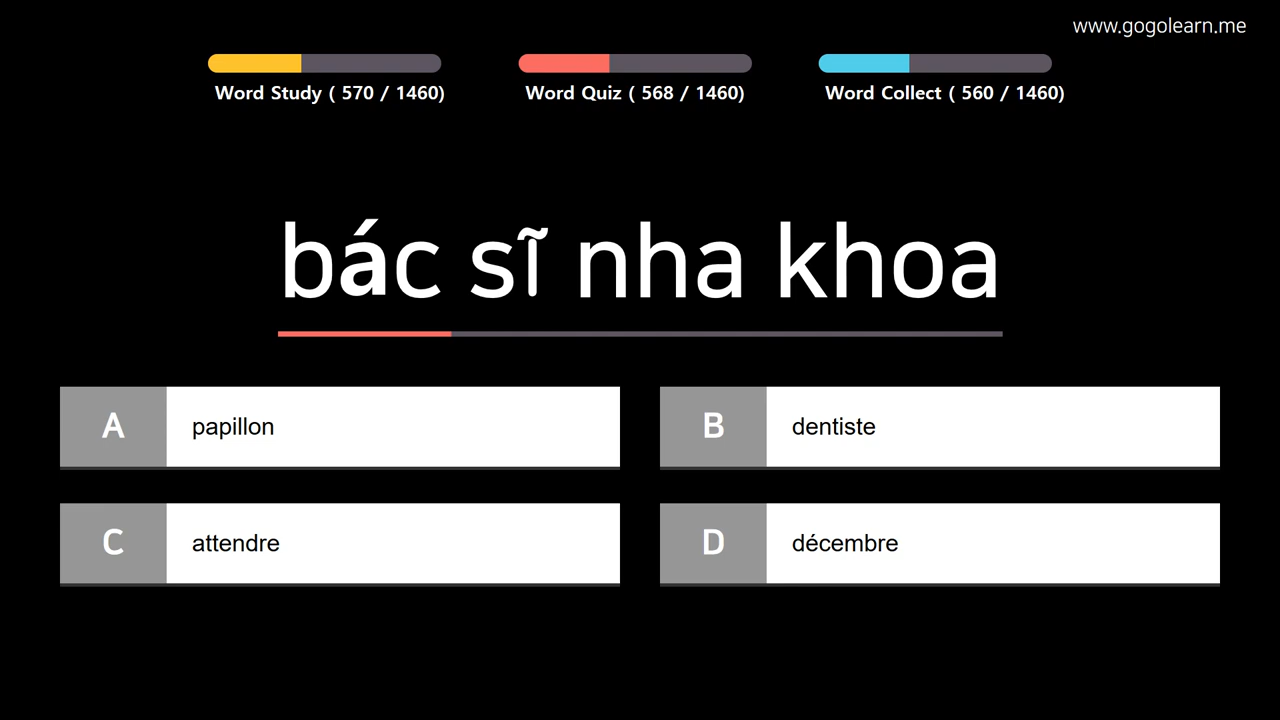 www.gogolearn.me
Word Study ( 570 / 1460)
Word Quiz ( 568 / 1460)
Word Collect ( 560 / 1460)
bác sĩ nha khoa
A papillon
B dentiste
C attendre
D décembre